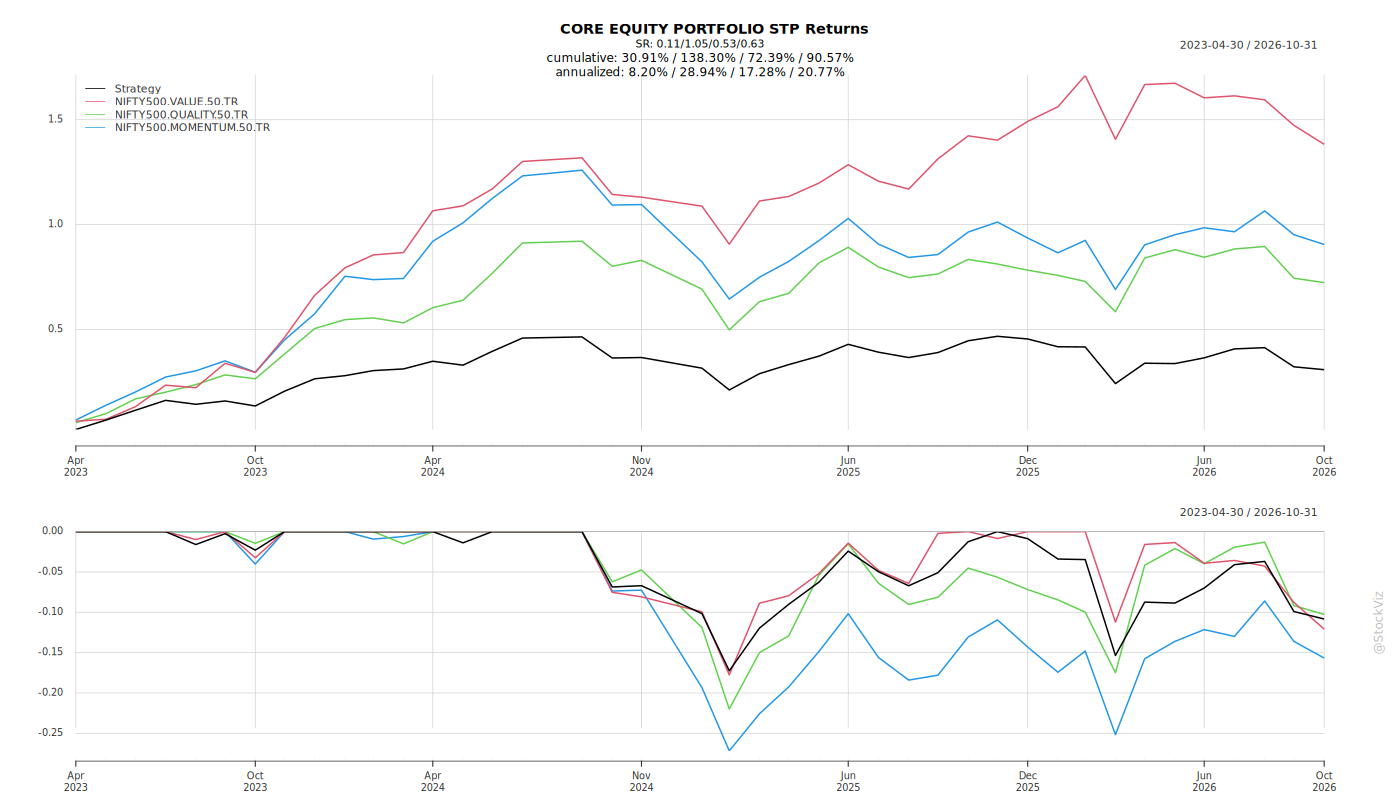 CORE EQUITY PORTFOLIO STP Returns
SR: 0.11/1.05/0.53/0.63
cumulative: 30.91% / 138.30% / 72.39% / 90.57%
annualized: 8.20% / 28.94% / 17.28% / 20.77%
2023-04-30 / 2026-10-31
Strategy
NIFTY500.VALUE.50.TR
NIFTY500.QUALITY.50.TR
NIFTY500.MOMENTUM.50.TR
1.5
1.0
0.5
Apr Oct Apr Nov Jun Dec Jun Oct
2023 2023 2024 2024 2025 2025 2026 2026
2023-04-30 / 2026-10-31
0.00
-0.05
-0.10
-0.15
-0.20
-0.25
Apr Oct Apr Nov Jun Dec Jun Oct
2023 2023 2024 2024 2025 2025 2026 2026
@StockViz